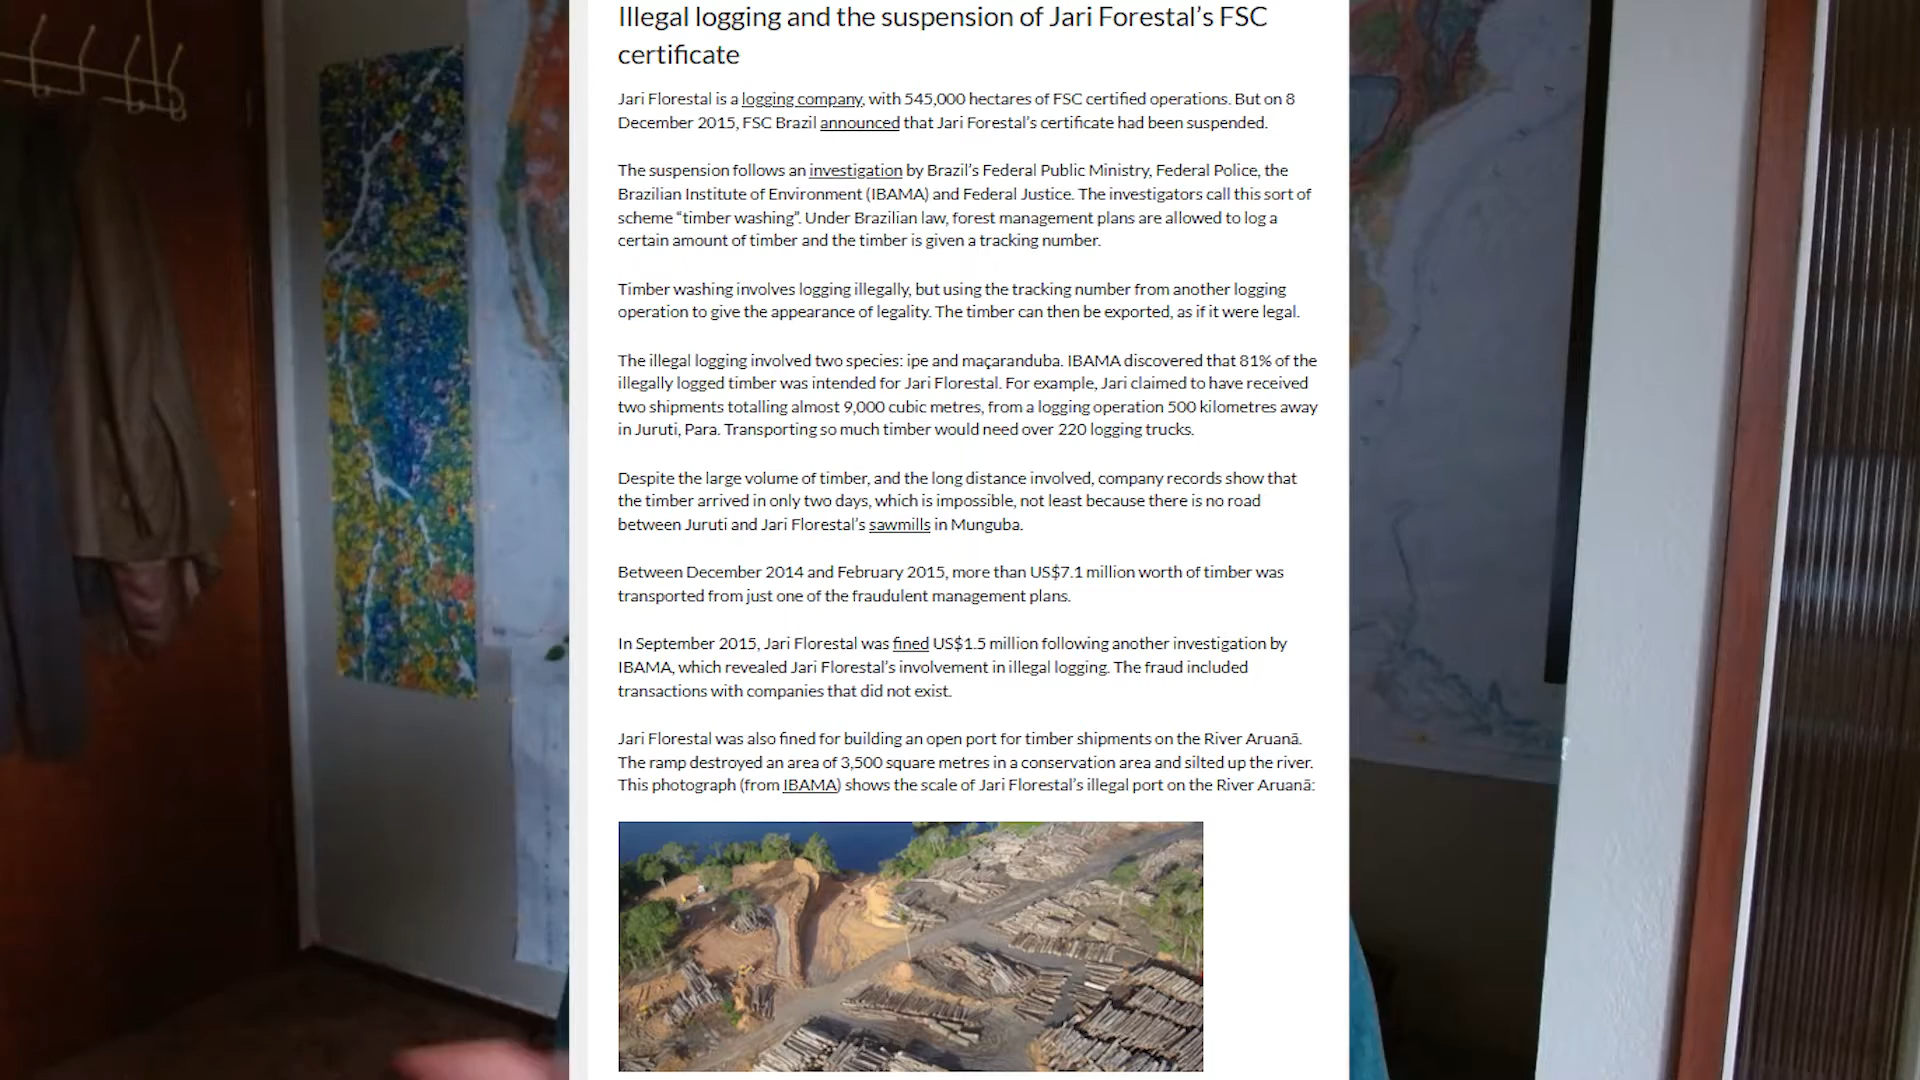 Illegal logging and the suspension of Jari Forestal’s FSC
certificate
Jari Florestal is a logging company, with 545,000 hectares of FSC certified operations. But on 8
December 2015, FSC Brazil announced that Jari Forestal’s certificate had been suspended.
The suspension follows an investigation by Brazil’s Federal Public Ministry, Federal Police, the
Brazilian Institute of Environment (IBAMA) and Federal Justice. The investigators call this sort of
scheme “timber washing”. Under Brazilian law, forest management plans are allowed to log a
certain amount of timber and the timber is given a tracking number.
Timber washing involves logging illegally, but using the tracking number from another logging
operation to give the appearance of legality. The timber can then be exported, as if it were legal.
The illegal logging involved two species: ipe and maçaranduba. IBAMA discovered that 81% of the
illegally logged timber was intended for Jari Florestal. For example, Jari claimed to have received
two shipments totalling almost 9,000 cubic metres, from a logging operation 500 kilometres away
in Juruti, Para. Transporting so much timber would need over 220 logging trucks.
Despite the large volume of timber, and the long distance involved, company records show that
the timber arrived in only two days, which is impossible, not least because there is no road
between Juruti and Jari Florestal’s sawmills in Munguba.
Between December 2014 and February 2015, more than US$7.1 million worth of timber was
transported from just one of the fraudulent management plans.
In September 2015, Jari Florestal was fined US$1.5 million following another investigation by
IBAMA, which revealed Jari Florestal’s involvement in illegal logging. The fraud included
transactions with companies that did not exist.
Jari Florestal was also fined for building an open port for timber shipments on the River Aruanã.
The ramp destroyed an area of 3,500 square metres in a conservation area and silted up the river.
This photograph (from IBAMA) shows the scale of Jari Florestal’s illegal port on the River Aruanã: